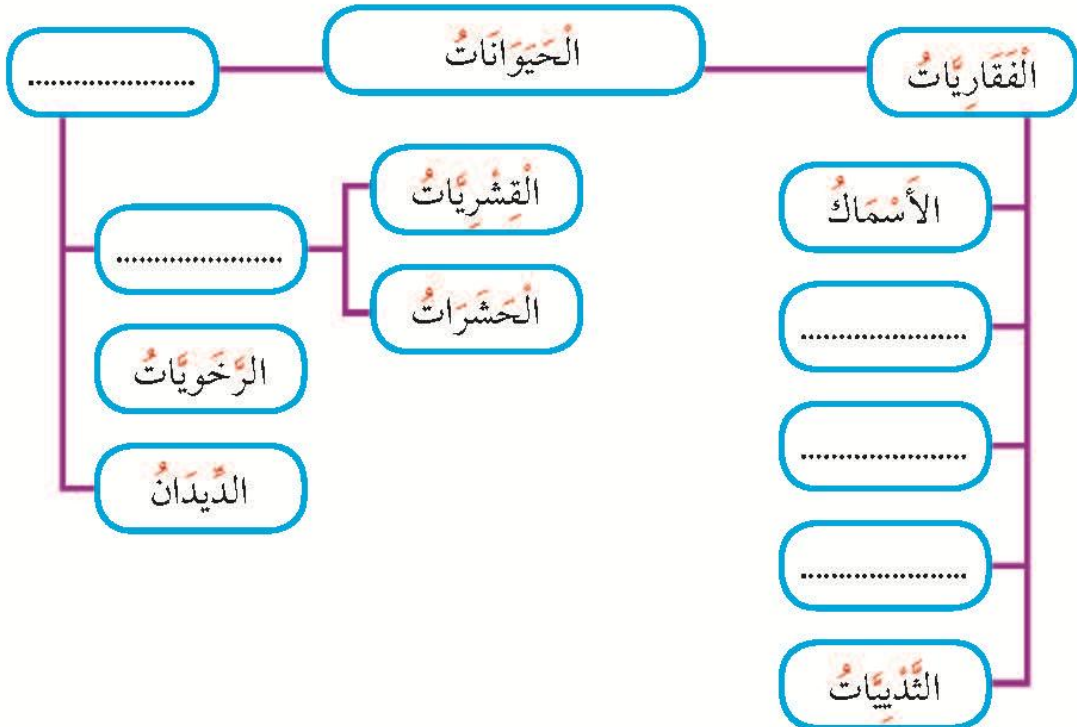 الْحَيَوَانَاتُ
الْفَقَارِيَّاتُ
......................
الْقِشْرِيَّاتُ
الأَسْمَاكُ
......................
الْحَشَرَاتُ
......................
الرَّخَوِيَّاتُ
......................
الدِّيدَانُ
......................
الثَّدْيِيَّاتُ